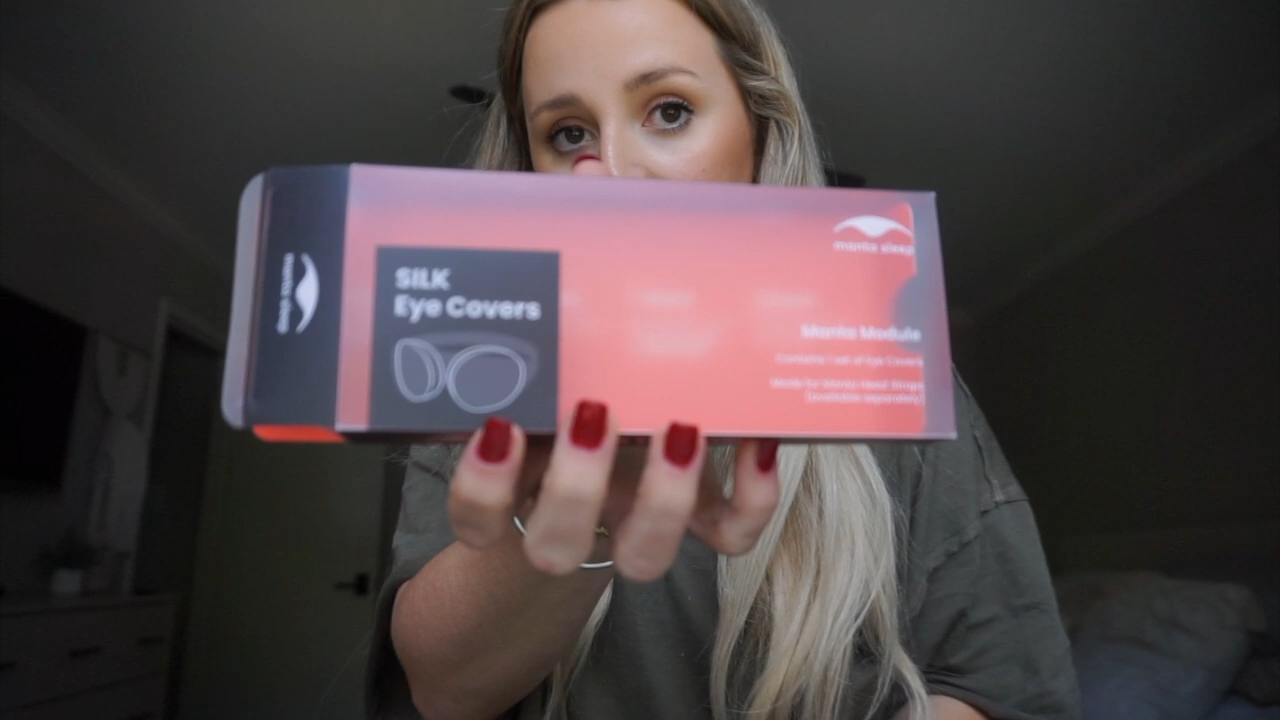 manta sleep
SILK
Eye Covers
manta sleep
Manta Module
Contains 1 set of Eye Covers
Made for Manta Head Straps
(available separately)